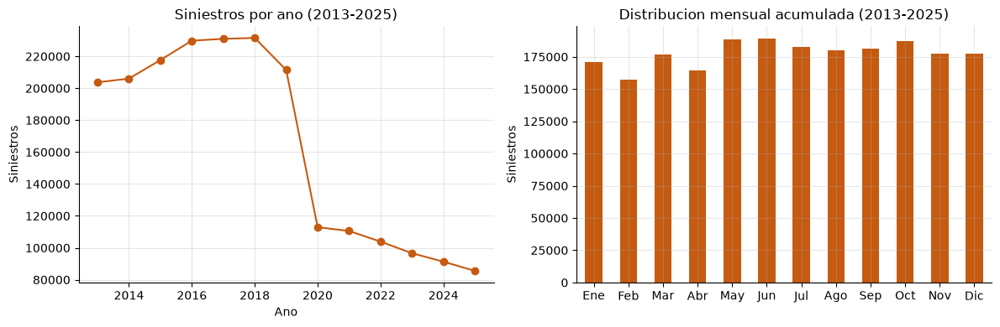 Siniestros por ano (2013-2025)
Siniestros
220000
200000
180000
160000
140000
120000
100000
80000
2014 2016 2018 2020 2022 2024
Ano
Distribucion mensual acumulada (2013-2025)
Siniestros
175000
150000
125000
100000
75000
50000
25000
0
Ene Feb Mar Abr May Jun Jul Ago Sep Oct Nov Dic